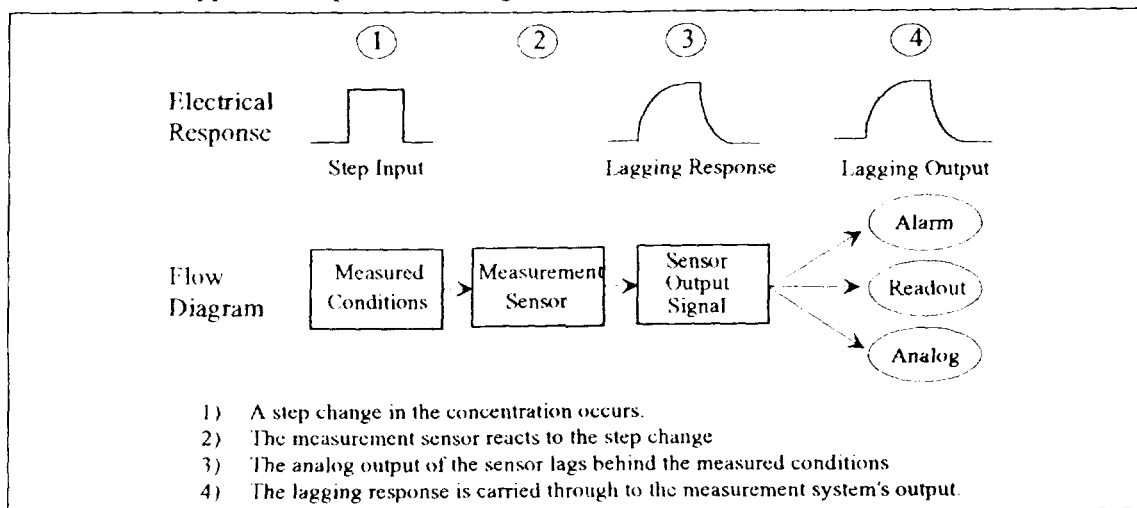 1 2 3 4
Electrical
Response
Step Input Lagging Response Lagging Output
Flow
Diagram
Measured
Conditions
Measurement
Sensor
Sensor
Output
Signal
Alarm
Readout
Analog
1) A step change in the concentration occurs.
2) The measurement sensor reacts to the step change
3) The analog output of the sensor lags behind the measured conditions
4) The lagging response is carried through to the measurement system's output.